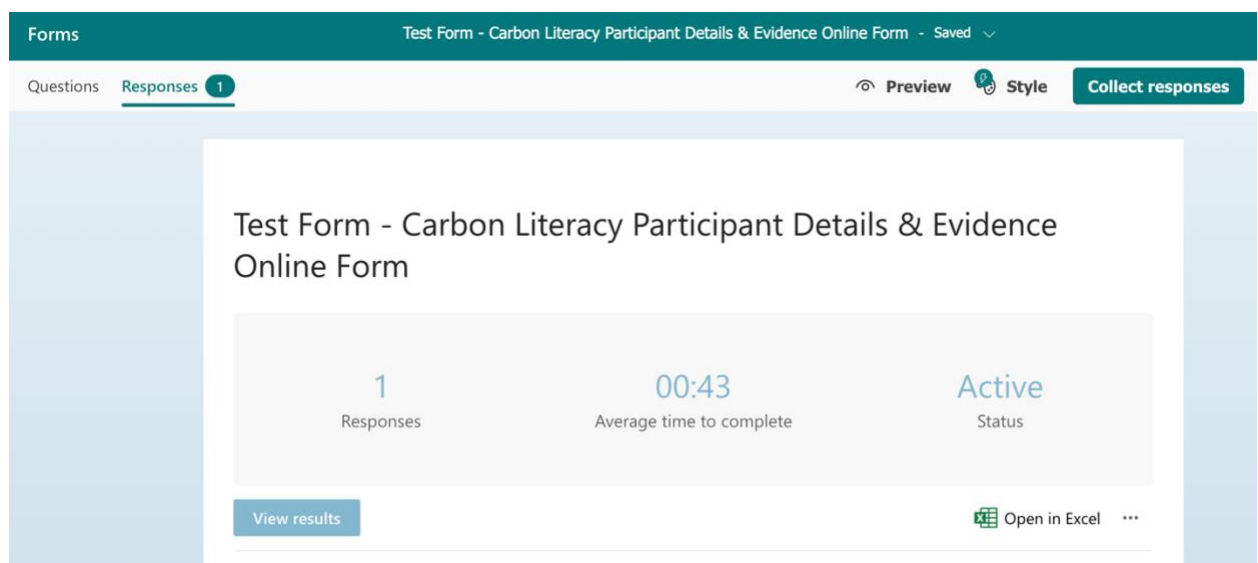 Forms
Test Form - Carbon Literacy Participant Details & Evidence Online Form - Saved
Questions
Responses 1
Preview
Style
Collect responses
Test Form - Carbon Literacy Participant Details & Evidence
Online Form
1
Responses
00:43
Average time to complete
Active
Status
View results
Open in Excel